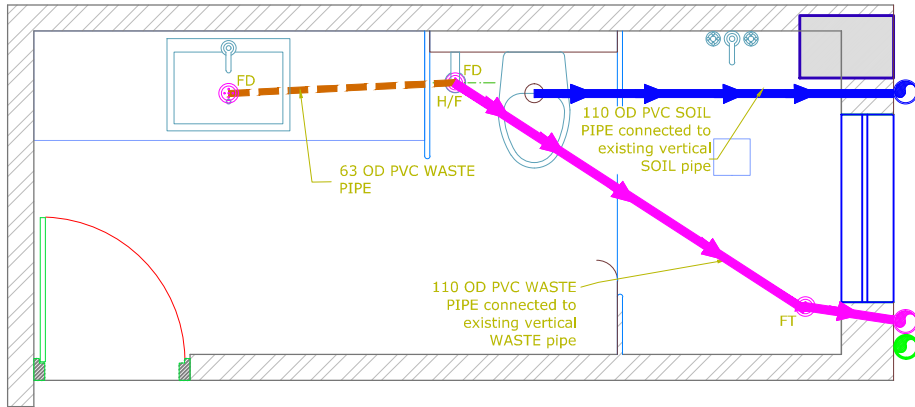 FD
FD
H/F
110 OD PVC SOIL
PIPE connected to
existing vertical
SOIL pipe
63 OD PVC WASTE
PIPE
110 OD PVC WASTE
PIPE connected to
existing vertical
WASTE pipe
FT